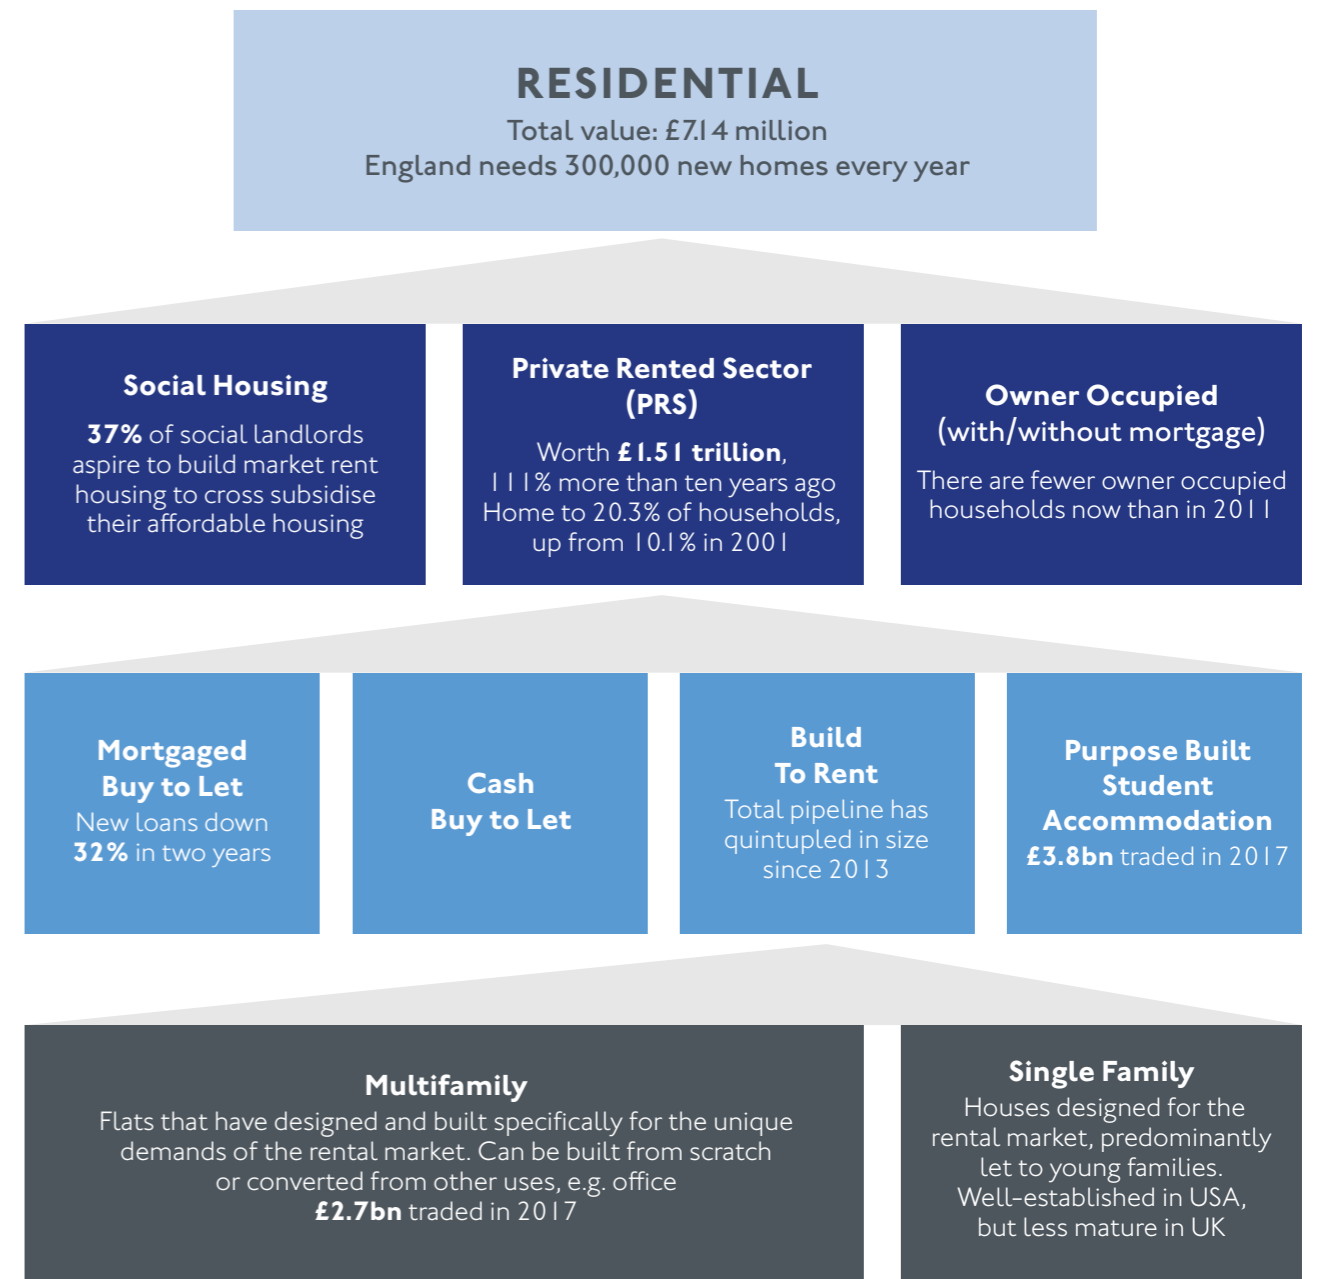 RESIDENTIAL
Total value: £7.14 million
England needs 300,000 new homes every year
Social Housing
37% of social landlords
aspire to build market rent
housing to cross subsidise
their affordable housing
Private Rented Sector
(PRS)
Worth £1.51 trillion,
111% more than ten years ago
Home to 20.3% of households,
up from 10.1% in 2001
Owner Occupied
(with/without mortgage)
There are fewer owner occupied
households now than in 2011
Mortgaged
Buy to Let
New loans down
32% in two years
Cash
Buy to Let
Build
To Rent
Total pipeline has
quintupled in size
since 2013
Purpose Built
Student
Accommodation
£3.8bn traded in 2017
Multifamily
Flats that have designed and built specifically for the unique
demands of the rental market. Can be built from scratch
or converted from other uses, e.g. office
£2.7bn traded in 2017
Single Family
Houses designed for the
rental market, predominantly
let to young families.
Well-established in USA,
but less mature in UK